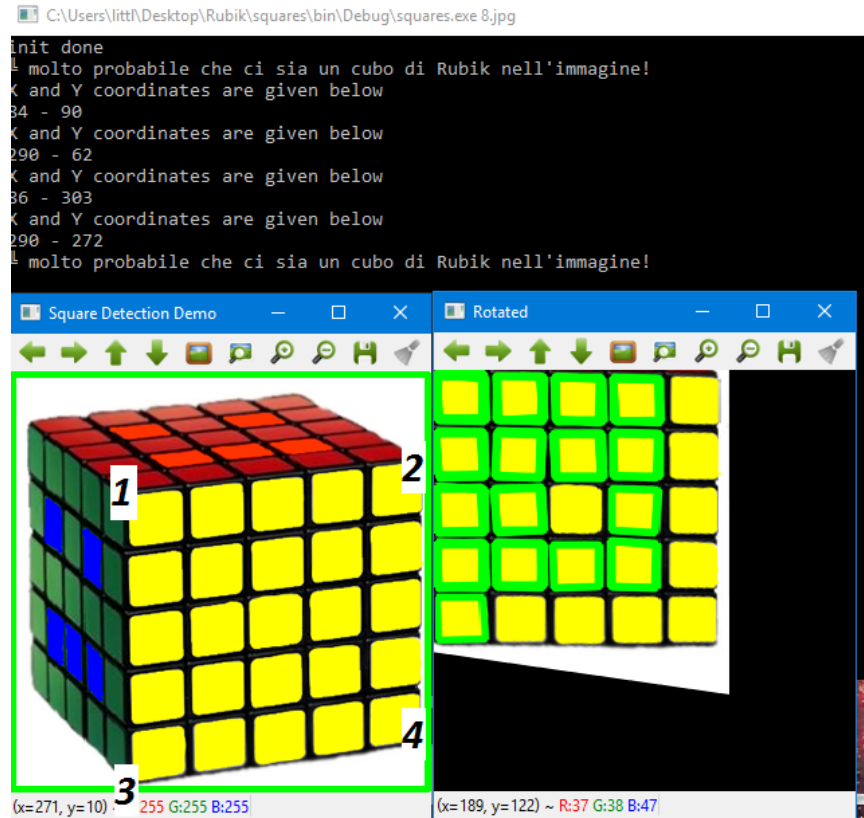 C:\Users\littl\Desktop\Rubik\squares\bin\Debug\squares.exe 8.jpg
init done
molto probabile che ci sia un cubo di Rubik nell'immagine!
X and Y coordinates are given below
84 - 90
X and Y coordinates are given below
290 - 62
X and Y coordinates are given below
86 - 303
X and Y coordinates are given below
290 - 272
molto probabile che ci sia un cubo di Rubik nell'immagine!
Square Detection Demo
Rotated
1
2
3
4
(x=271, y=10) 255 G:255 B:255
(x=189, y=122) ~ R:37 G:38 B:47